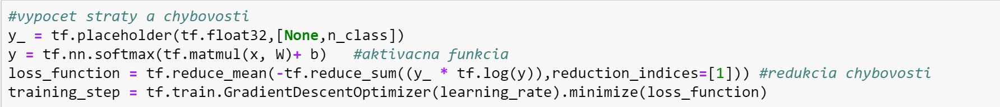 #vypocet straty a chybovosti
y_ = tf.placeholder(tf.float32,[None,n_class])
y = tf.nn.softmax(tf.matmul(x, W)+ b)   #aktivacna funkcia
loss_function = tf.reduce_mean(-tf.reduce_sum((y_ * tf.log(y)),reduction_indices=[1])) #redukcia chybovosti
training_step = tf.train.GradientDescentOptimizer(learning_rate).minimize(loss_function)